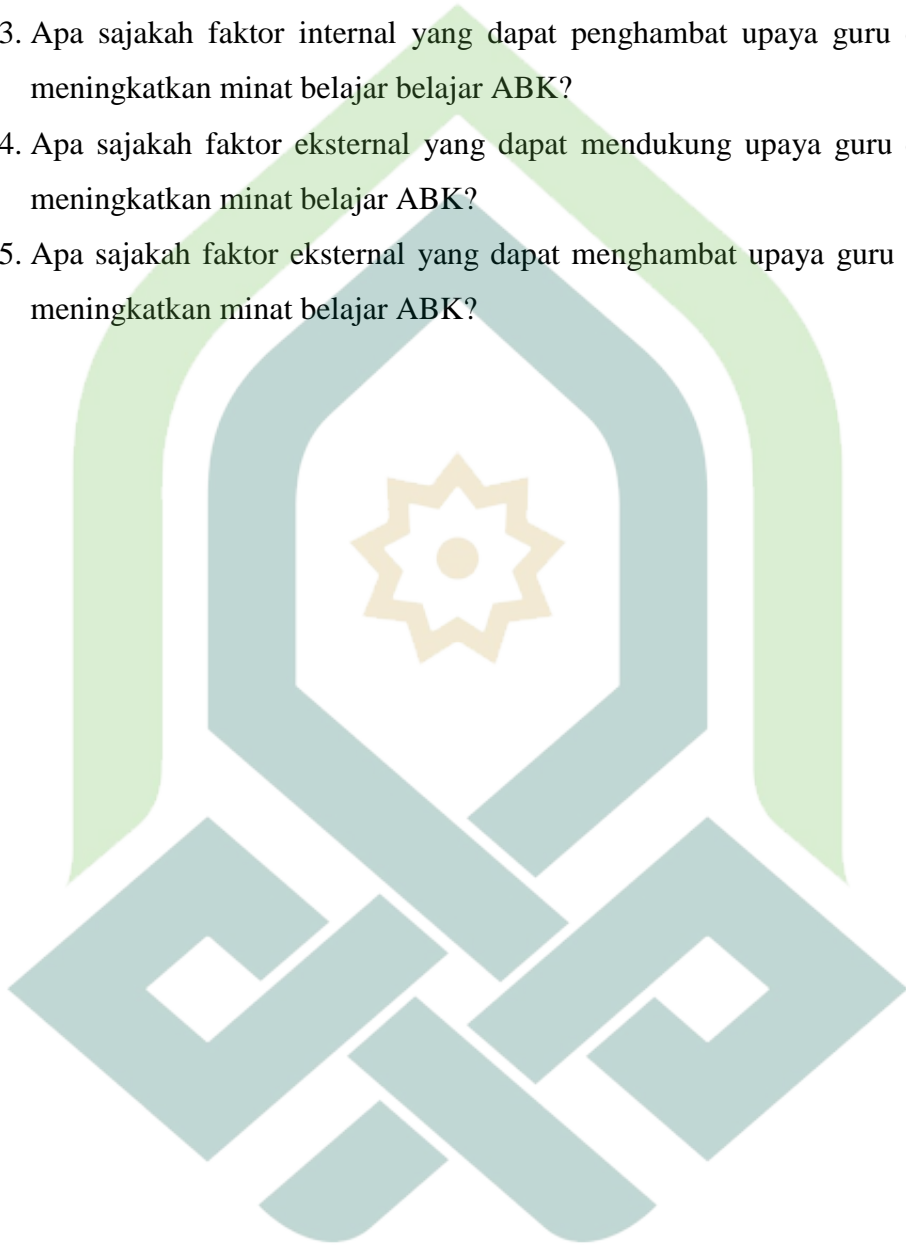 3. Apa sajakah faktor internal yang dapat penghambat upaya guru
meningkatkan minat belajar belajar ABK?
4. Apa sajakah faktor eksternal yang dapat mendukung upaya guru
meningkatkan minat belajar ABK?
5. Apa sajakah faktor eksternal yang dapat menghambat upaya guru
meningkatkan minat belajar ABK?